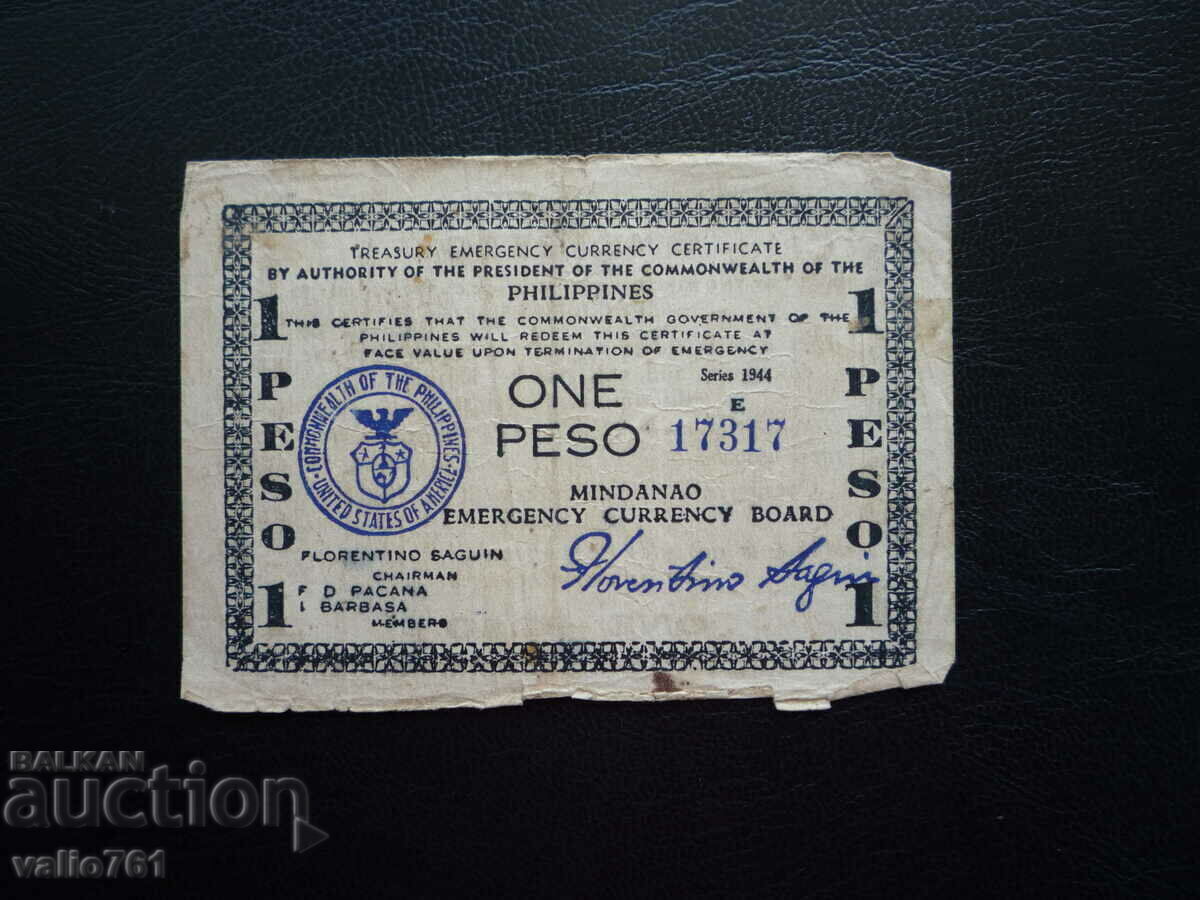 TREASURY EMERGENCY CURRENCY CERTIFICATE
BY AUTHORITY OF THE PRESIDENT OF THE COMMONWEALTH OF THE
PHILIPPINES
THIS CERTIFIES THAT THE COMMONWEALTH GOVERNMENT OF THE
PHILIPPINES WILL REDEEM THIS CERTIFICATE AT
FACE VALUE UPON TERMINATION OF EMERGENCY
1 PESO 1
1 PESO 1
COMMONWEALTH OF THE PHILIPPINES
UNITED STATES OF AMERICA
ONE
PESO
Series 1944
E
17317
MINDANAO
EMERGENCY CURRENCY BOARD
FLORENTINO SAGUIN
CHAIRMAN
F D PACANA
I BARBASA
MEMBERS
Florentino Saguin
BALKAN
auction
valio761